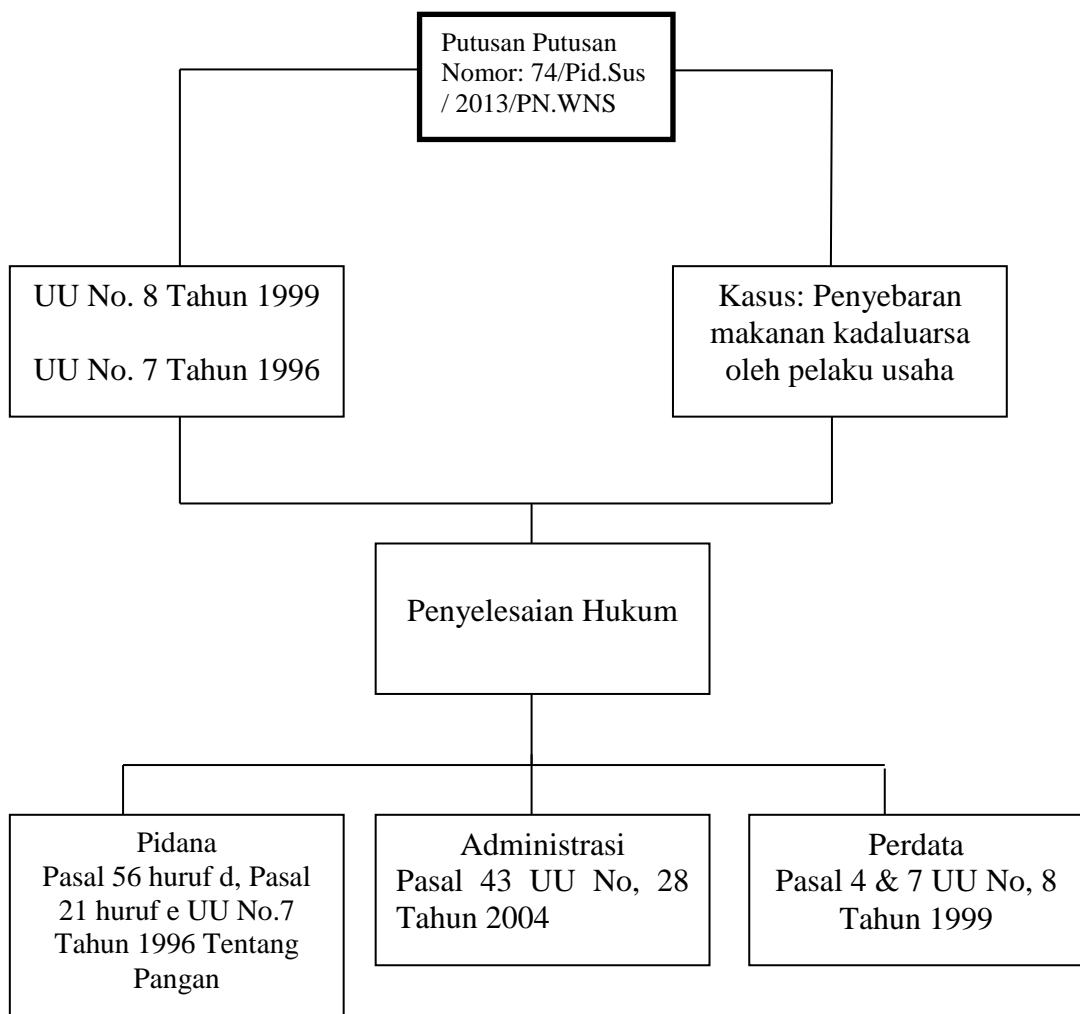 Putusan Putusan
Nomor: 74/Pid.Sus
/ 2013/PN.WNS
UU No. 8 Tahun 1999
UU No. 7 Tahun 1996
Kasus: Penyebaran
makanan kadaluarsa
oleh pelaku usaha
Penyelesaian Hukum
Pidana
Pasal 56 huruf d, Pasal
21 huruf e UU No.7
Tahun 1996 Tentang
Pangan
Administrasi
Pasal 43 UU No, 28
Tahun 2004
Perdata
Pasal 4 & 7 UU No, 8
Tahun 1999